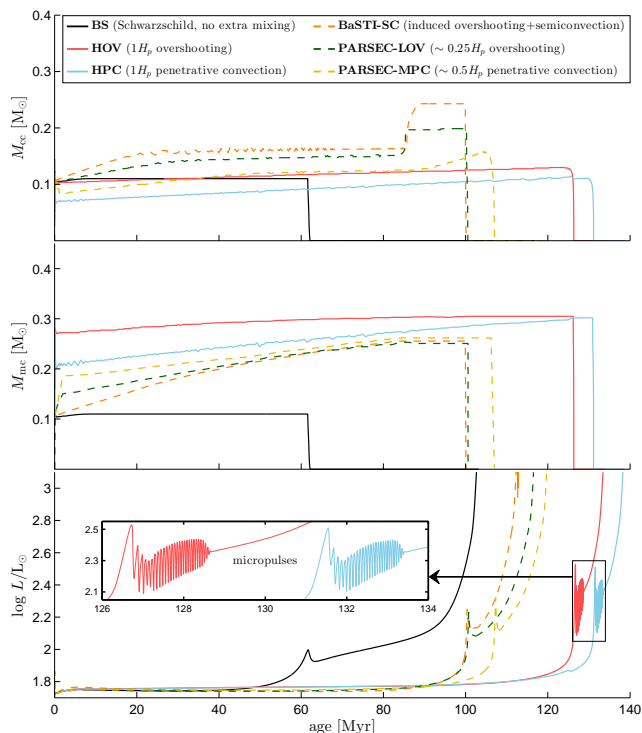 BS (Schwarzschild, no extra mixing)
HOV (1Hp overshooting)
HPC (1Hp penetrative convection)
BaSTI-SC (induced overshooting+semiconvection)
PARSEC-LOV (∼ 0.25Hp overshooting)
PARSEC-MPC (∼ 0.5Hp penetrative convection)
0.4
0.3
0.2
0.1
Mcc [M⊙]
0.4
0.3
0.2
0.1
Mmc [M⊙]
3
2.8
2.6
2.4
2.2
2
1.8
log L/L⊙
2.5
2.3
2.1
micropulses
126 128 130 132 134
0 20 40 60 80 100 120 140
age [Myr]